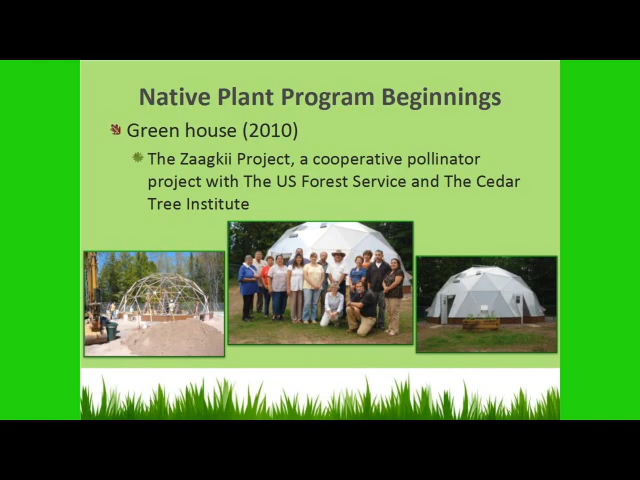 Native Plant Program Beginnings
Green house (2010)
The Zaagkii Project, a cooperative pollinator
project with The US Forest Service and The Cedar
Tree Institute